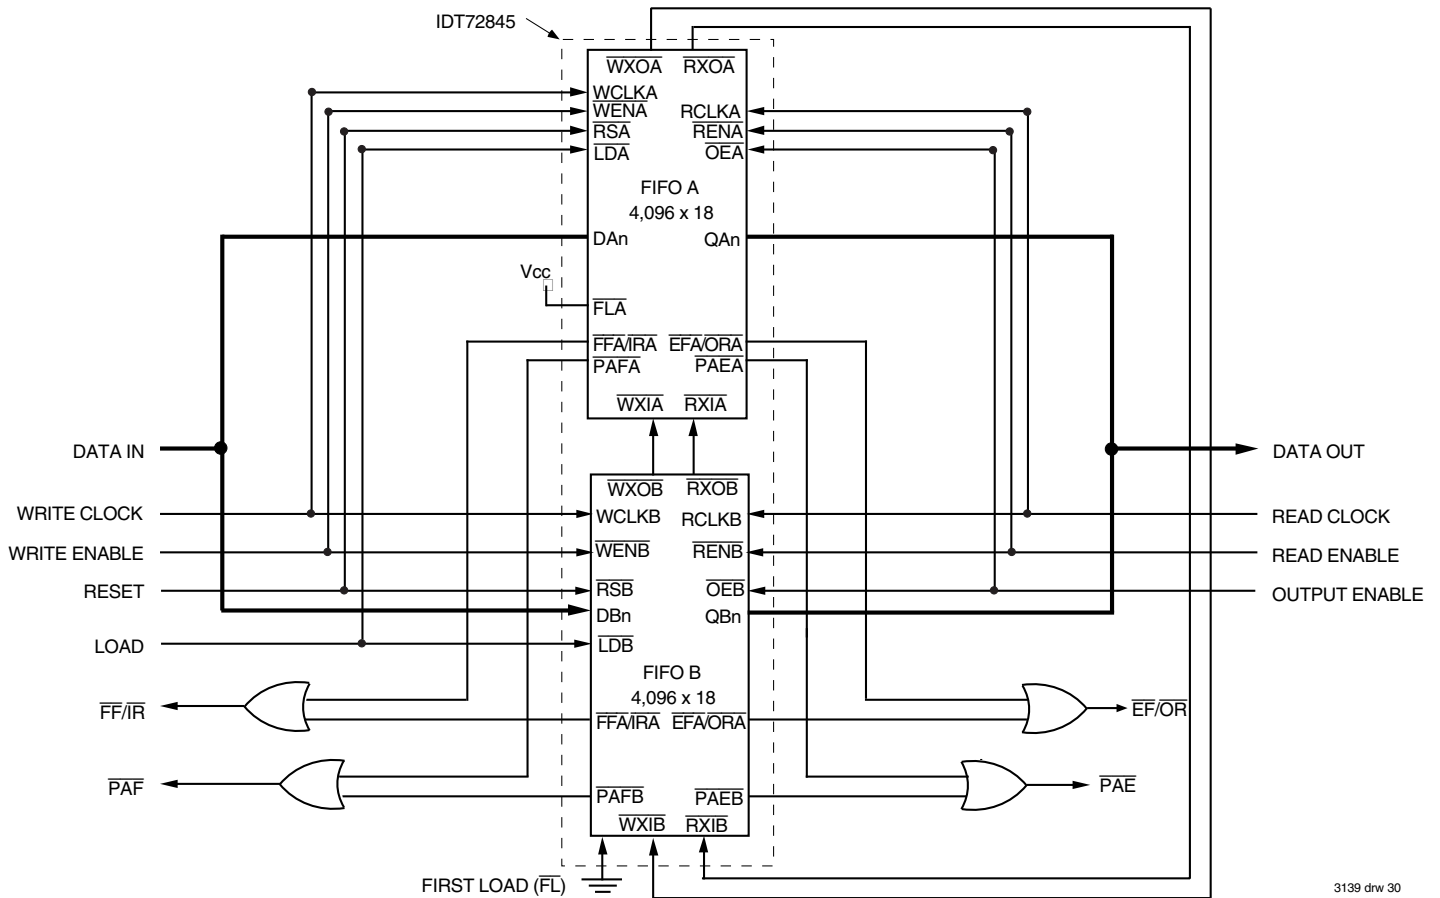 IDT72845
WXOA RXOA
WCLKA
WENA RCLKA
RSA RENA
LDA OEA
FIFO A
4,096 x 18
DAn QAn
Vcc
FLA
FFA/IRA EFA/ORA
PAFA PAEA
WXIA RXIA
DATA IN DATA OUT
WXOB RXOB
WRITE CLOCK WCLKB RCLKB READ CLOCK
WRITE ENABLE WENB RENB READ ENABLE
RESET RSB OEB OUTPUT ENABLE
DBn QBn
LOAD LDB
FIFO B
4,096 x 18
FF/IR FFA/IRA EFA/ORA EF/OR
PAF PAFB PAEB PAE
WXIB RXIB
FIRST LOAD (FL)
3139 drw 30